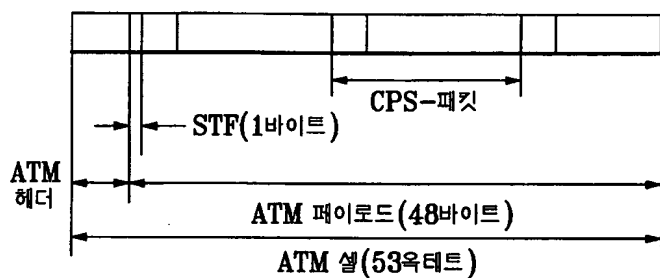 CPS-패킷
STF(1바이트)
ATM
헤더
ATM 페이로드(48바이트)
ATM 셀(53옥테트)